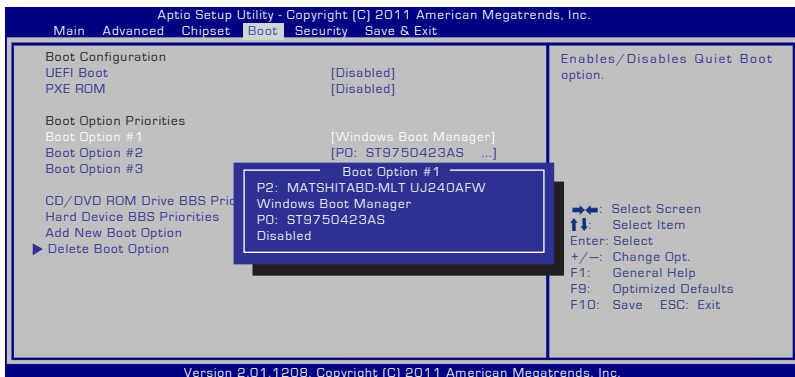 Aptio Setup Utility - Copyright (C) 2011 American Megatrends, Inc.
Main Advanced Chipset Boot Security Save & Exit
Boot Configuration
UEFI Boot [Disabled]
PXE ROM [Disabled]
Boot Option Priorities
Boot Option #1 [Windows Boot Manager]
Boot Option #2 [P0: ST9750423AS ...]
Boot Option #3
CD/DVD ROM Drive BBS
Hard Device BBS Priorities
Add New Boot Option
Delete Boot Option
Boot Option #1
P2: MATSHITABD-MLT UJ240AFW
Windows Boot Manager
P0: ST9750423AS
Disabled
Enables/Disables Quiet Boot
option.
→←: Select Screen
↑↓: Select Item
Enter: Select
+/—: Change Opt.
F1: General Help
F9: Optimized Defaults
F10: Save ESC: Exit
Version 2.01.1208. Copyright (C) 2011 American Megatrends, Inc.